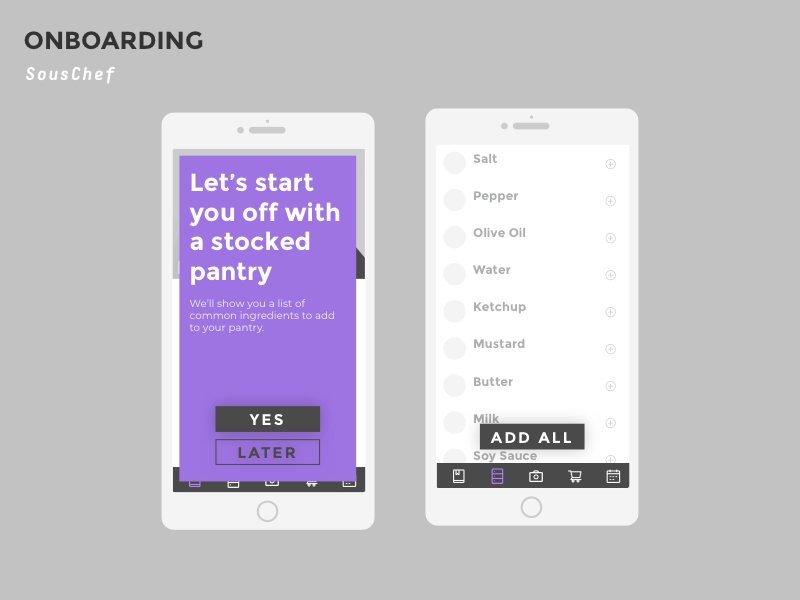 ONBOARDING
SousChef
Let’s start
you off with
a stocked
pantry
We’ll show you a list of
common ingredients to add
to your pantry.
YES
LATER
Salt
Pepper
Olive Oil
Water
Ketchup
Mustard
Butter
Milk
ADD ALL
Soy Sauce